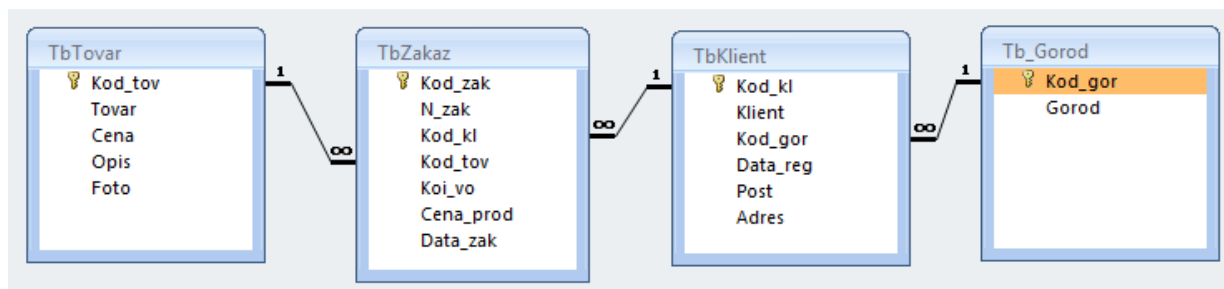 TbTovar
Kod_tov
Tovar
Cena
Opis
Foto
1
∞
TbZakaz
Kod_zak
N_zak
Kod_kl
Kod_tov
Koi_vo
Cena_prod
Data_zak
1
∞
TbKlient
Kod_kl
Klient
Kod_gor
Data_reg
Post
Adres
1
∞
Tb_Gorod
Kod_gor
Gorod